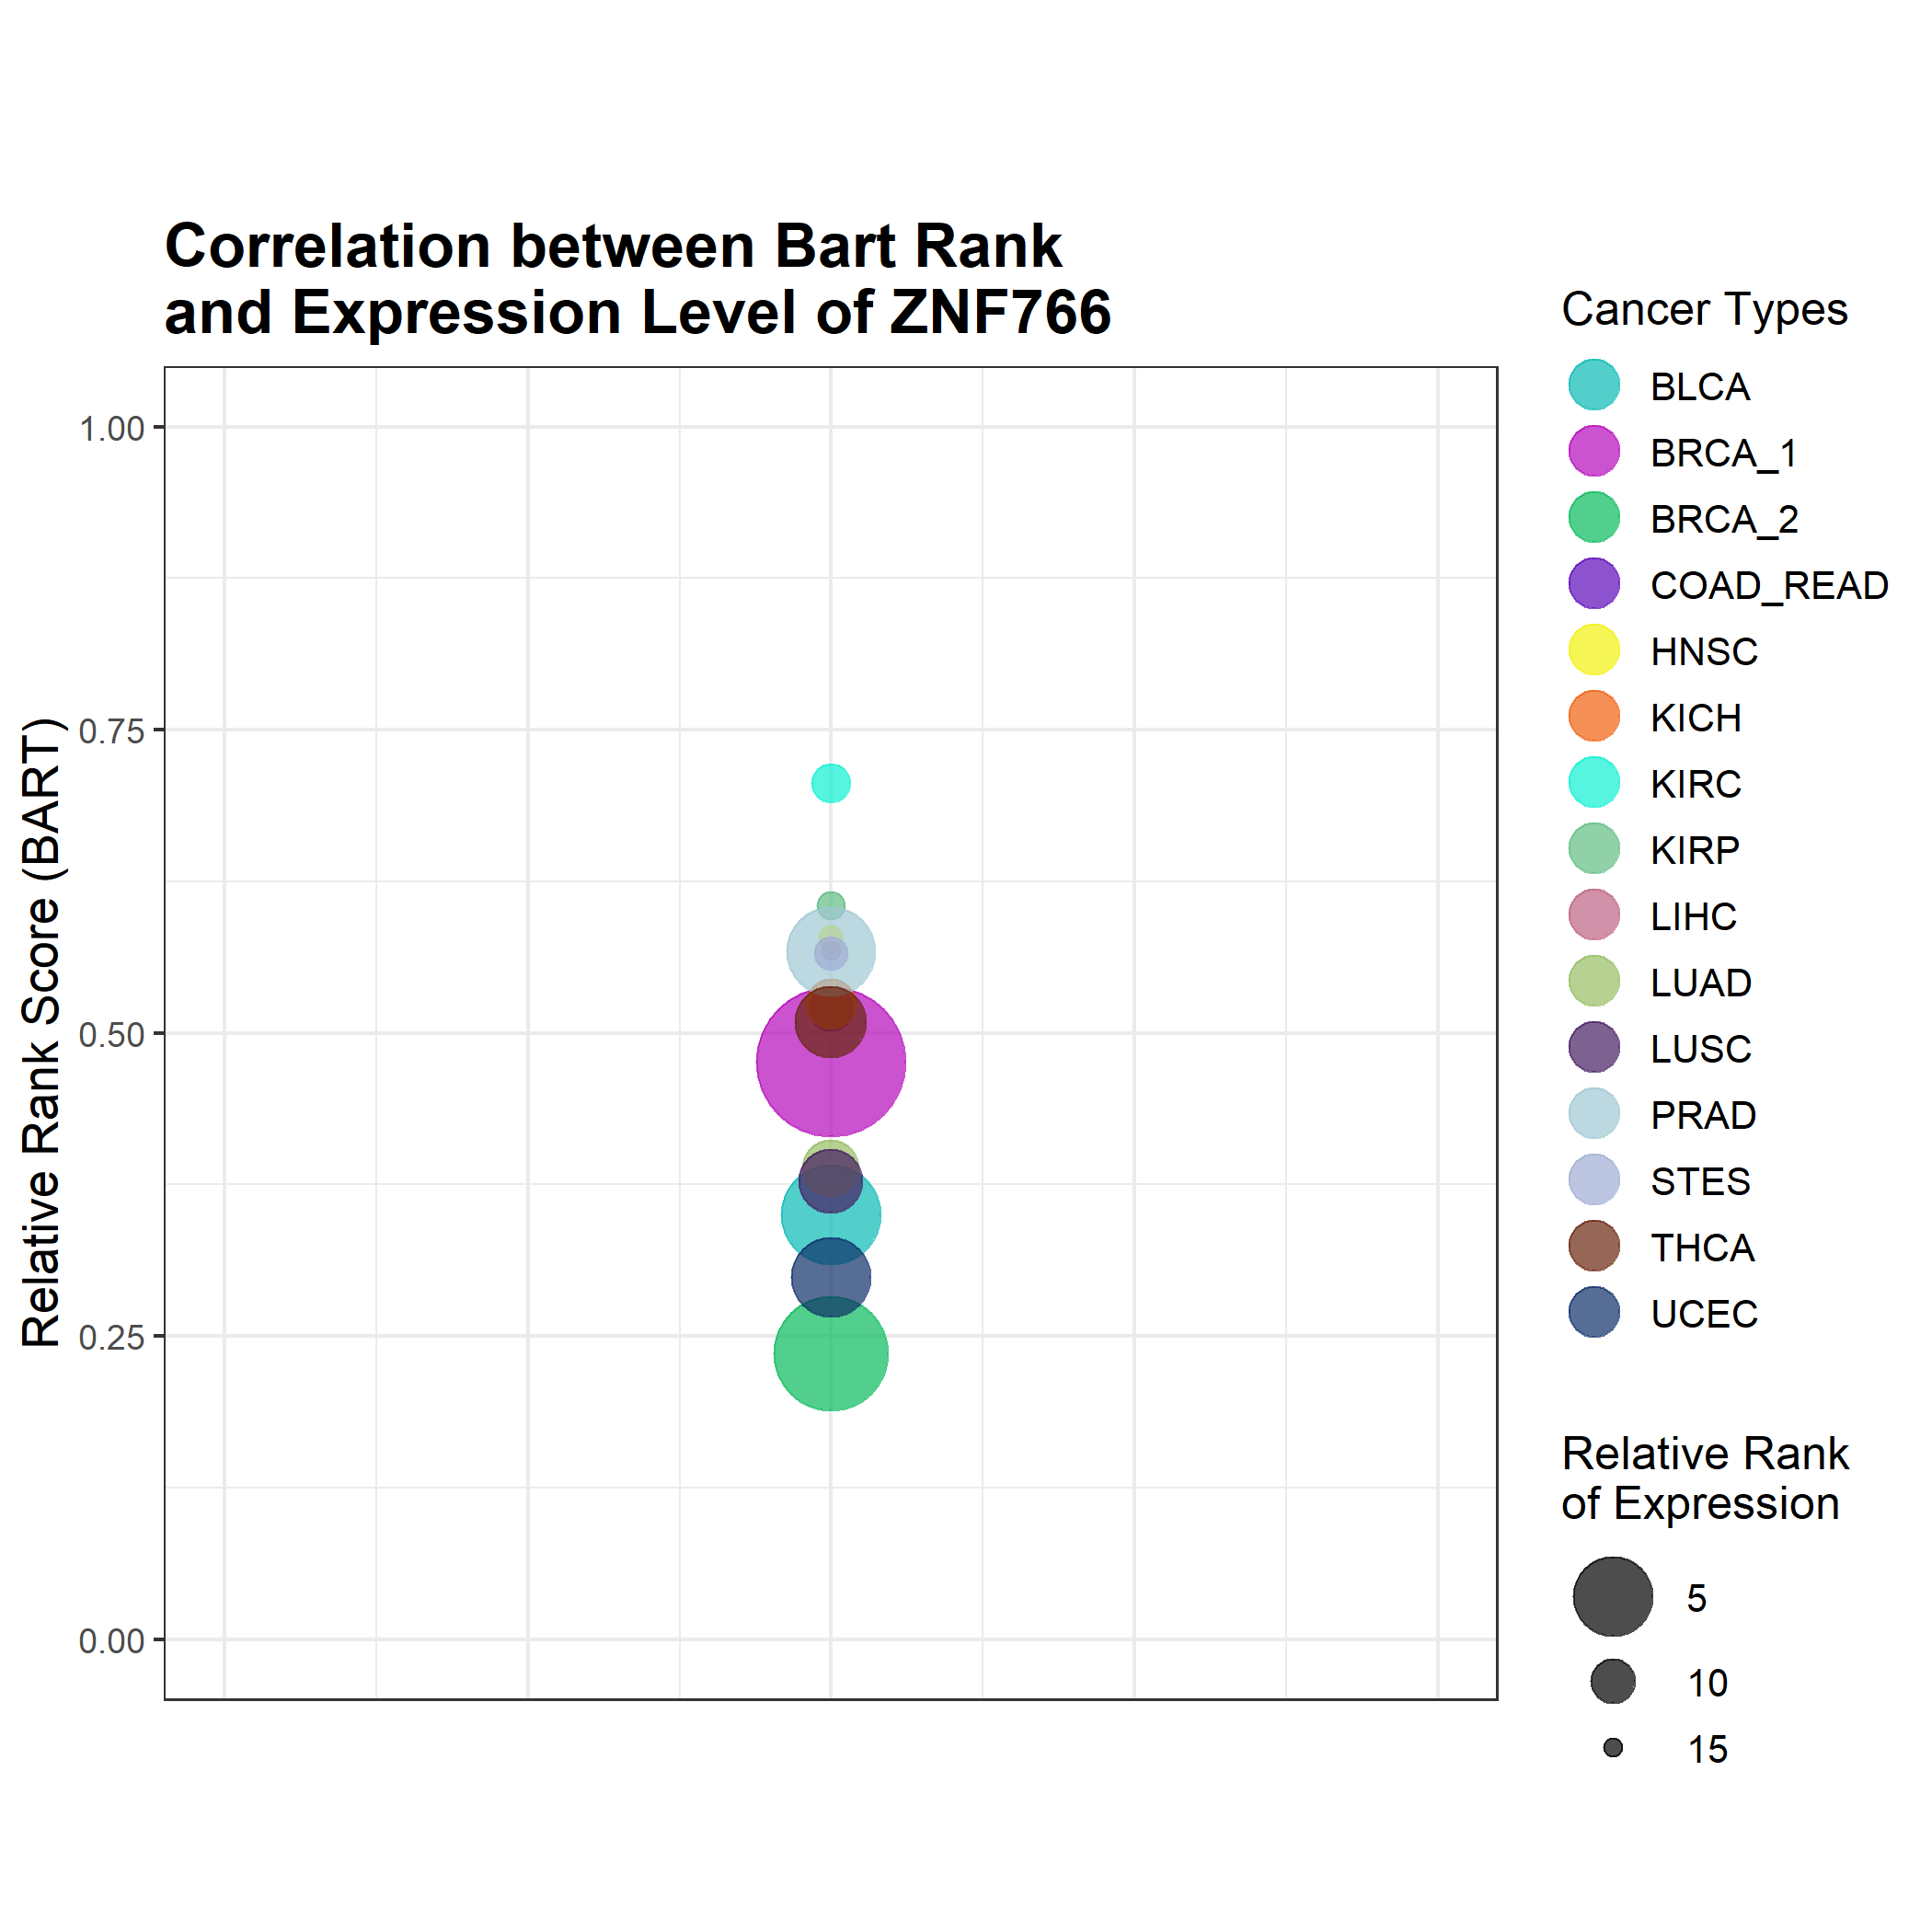 Correlation between Bart Rank
and Expression Level of ZNF766
Relative Rank Score (BART)
1.00
0.75
0.50
0.25
0.00
Cancer Types
BLCA
BRCA_1
BRCA_2
COAD_READ
HNSC
KICH
KIRC
KIRP
LIHC
LUAD
LUSC
PRAD
STES
THCA
UCEC
Relative Rank
of Expression
5
10
15